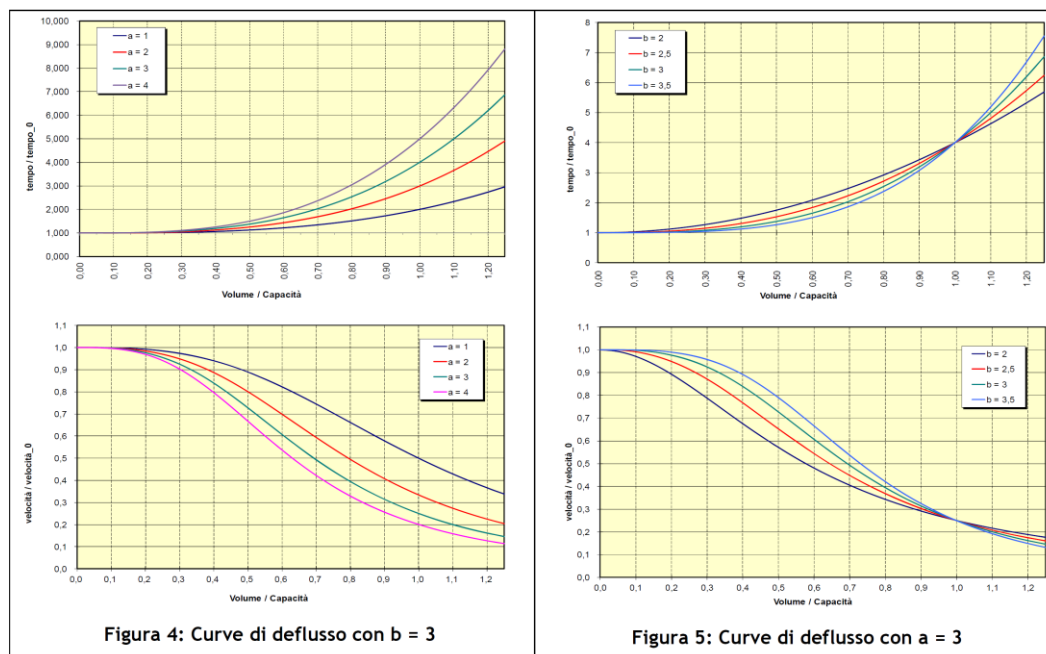 10,000
9,000
8,000
7,000
6,000
5,000
4,000
3,000
2,000
1,000
0,000
tempo / tempo_0
a = 1
a = 2
a = 3
a = 4
0,00 0,10 0,20 0,30 0,40 0,50 0,60 0,70 0,80 0,90 1,00 1,10 1,20
Volume / Capacità
1,1
1,0
0,9
0,8
0,7
0,6
0,5
0,4
0,3
0,2
0,1
0,0
velocità / velocità_0
a = 1
a = 2
a = 3
a = 4
0,0 0,1 0,2 0,3 0,4 0,5 0,6 0,7 0,8 0,9 1,0 1,1 1,2
Volume / Capacità
Figura 4: Curve di deflusso con b = 3
8
7
6
5
4
3
2
1
0
tempo / tempo_0
b = 2
b = 2,5
b = 3
b = 3,5
0,00 0,10 0,20 0,30 0,40 0,50 0,60 0,70 0,80 0,90 1,00 1,10 1,20
Volume / Capacità
1,1
1,0
0,9
0,8
0,7
0,6
0,5
0,4
0,3
0,2
0,1
0,0
velocità / velocità_0
b = 2
b = 2,5
b = 3
b = 3,5
0,0 0,1 0,2 0,3 0,4 0,5 0,6 0,7 0,8 0,9 1,0 1,1 1,2
Volume / Capacità
Figura 5: Curve di deflusso con a = 3